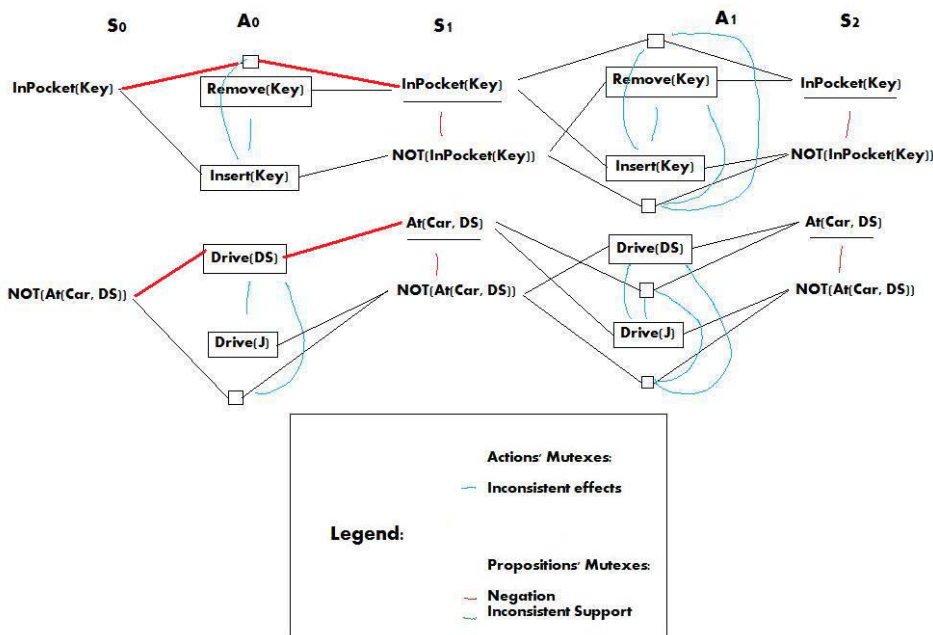 S0 A0 S1 A1 S2
InPocket(Key)
Remove(Key)
InPocket(Key)
Remove(Key)
InPocket(Key)
Insert(Key)
NOT(InPocket(Key))
Insert(Key)
NOT(InPocket(Key))
At(Car, DS)
At(Car, DS)
Drive(DS)
Drive(DS)
NOT(At(Car, DS))
NOT(At(Car, DS))
NOT(At(Car, DS))
Drive(J)
Drive(J)
Actions' Mutexes:
Inconsistent effects
Legend:
Propositions' Mutexes:
Negation
Inconsistent Support